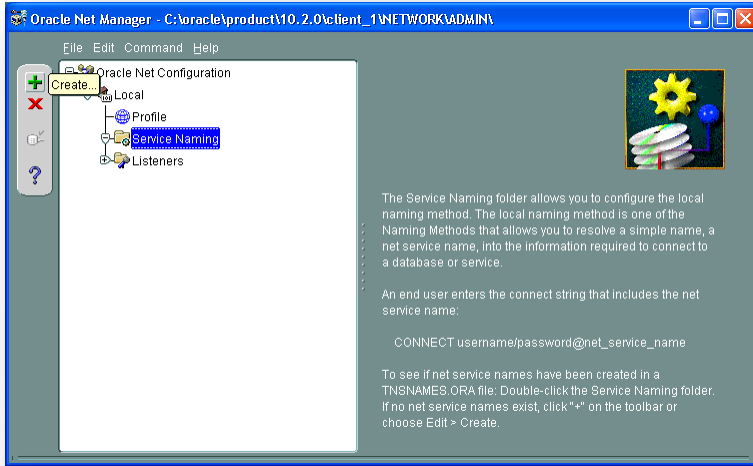 Oracle Net Manager - C:\oracle\product\10.2.0\client_1\NETWORK\ADMIN\
File Edit Command Help
Oracle Net Configuration
Create...
Local
Profile
Service Naming
Listeners
The Service Naming folder allows you to configure the local
naming method. The local naming method is one of the
Naming Methods that allows you to resolve a simple name, a
net service name, into the information required to connect to
a database or service.
An end user enters the connect string that includes the net
service name:
CONNECT username/password@net_service_name
To see if net service names have been created in a
TNSNAMES.ORA file: Double-click the Service Naming folder.
If no net service names exist, click "+" on the toolbar or
choose Edit > Create.